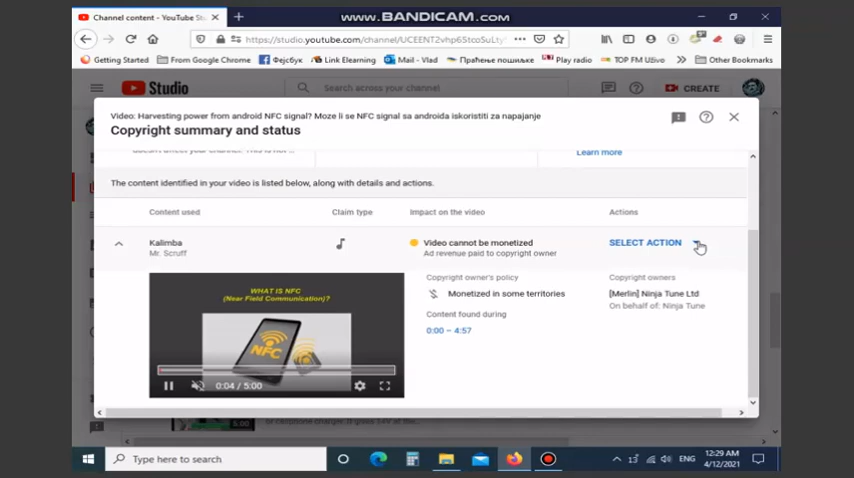 WWW.BANDICAM.COM
Channel content - YouTube St
https://studio.youtube.com/channel/
Getting Started
From Google Chrome
Фејсбук
Link Elearning
Mail - Vlad
Праћење пошиљке
Play radio
TOP FM Uživo
Other Bookmarks
Studio
Search across your channel
CREATE
Video: Harvesting power from android NFC signal? Moze li se NFC signal sa androida iskoristiti za napajanje
Copyright summary and status
Learn more
The content identified in your video is listed below, along with details and actions.
Content used
Claim type
Impact on the video
Actions
Kalimba
Mr. Scruff
Video cannot be monetized
Ad revenue paid to copyright owner
SELECT ACTION
WHAT IS NFC
(Near Field Communication)?
NFC
0:04 / 5:00
Copyright owner's policy
Monetized in some territories
Content found during
0:00 – 4:57
Copyright owners
[Merlin] Ninja Tune Ltd
On behalf of: Ninja Tune
5:00
Type here to search
13°
ENG
12:29 AM
4/12/2021